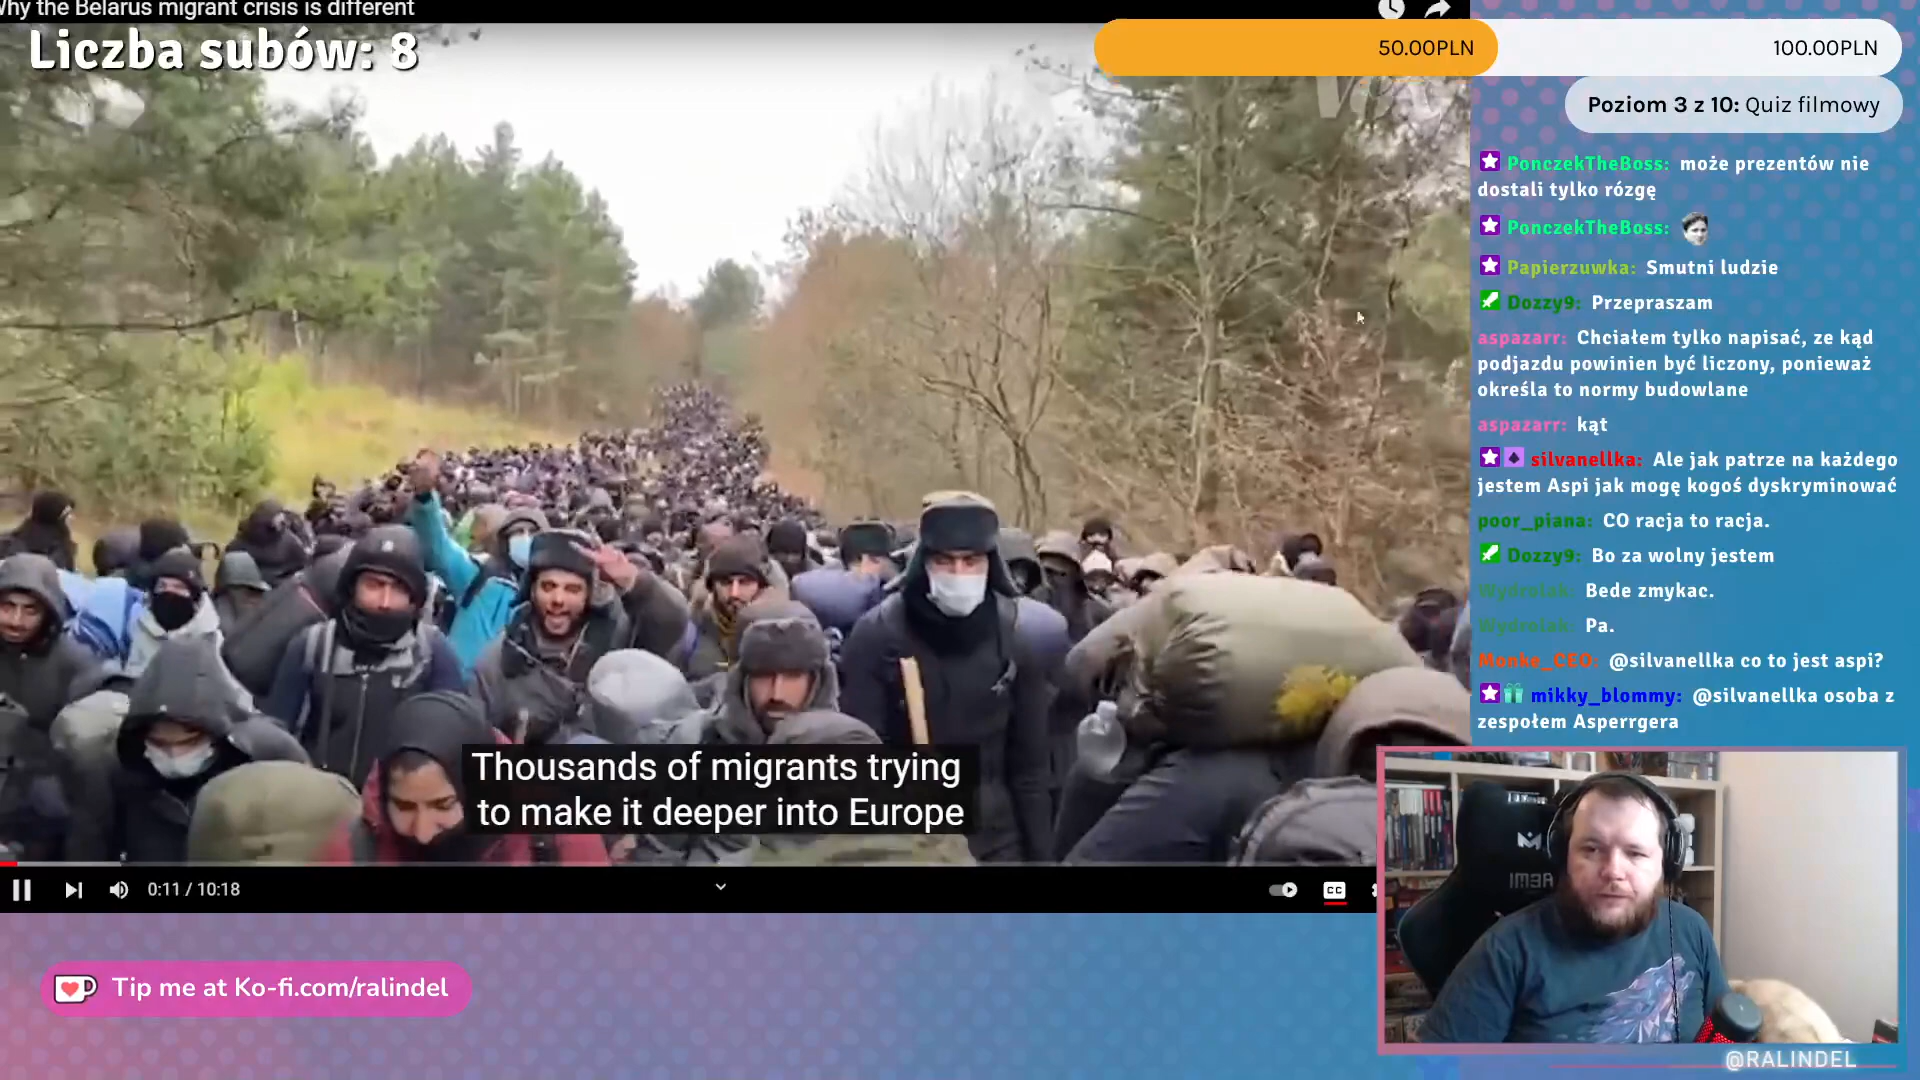 Why the Belarus migrant crisis is different
Liczba subów: 8
50.00PLN
100.00PLN
Vox
Poziom 3 z 10: Quiz filmowy
PonczekTheBoss: może prezentów nie
dostali tylko rózgę
PonczekTheBoss:
Papierzuwka: Smutni ludzie
Dozzy9: Przepraszam
aspazarr: Chciałem tylko napisać, ze kąd
podjazdu powinien być liczony, ponieważ
określa to normy budowlane
aspazarr: kąt
silvanellka: Ale jak patrze na każdego
jestem Aspi jak mogę kogoś dyskryminować
poor_piana: CO racja to racja.
Dozzy9: Bo za wolny jestem
Wydrolak: Bede zmykac.
Wydrolak: Pa.
Monke_CEO: @silvanellka co to jest aspi?
mikky_blommy: @silvanellka osoba z
zespołem Asperrgera
Thousands of migrants trying
to make it deeper into Europe
0:11 / 10:18
CC
Tip me at Ko-fi.com/ralindel
@RALINDEL